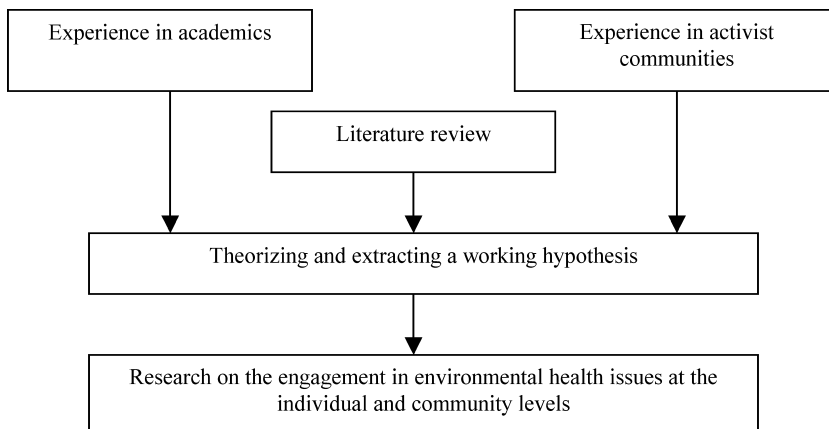 Experience in academics
Experience in activist
communities
Literature review
Theorizing and extracting a working hypothesis
Research on the engagement in environmental health issues at the
individual and community levels